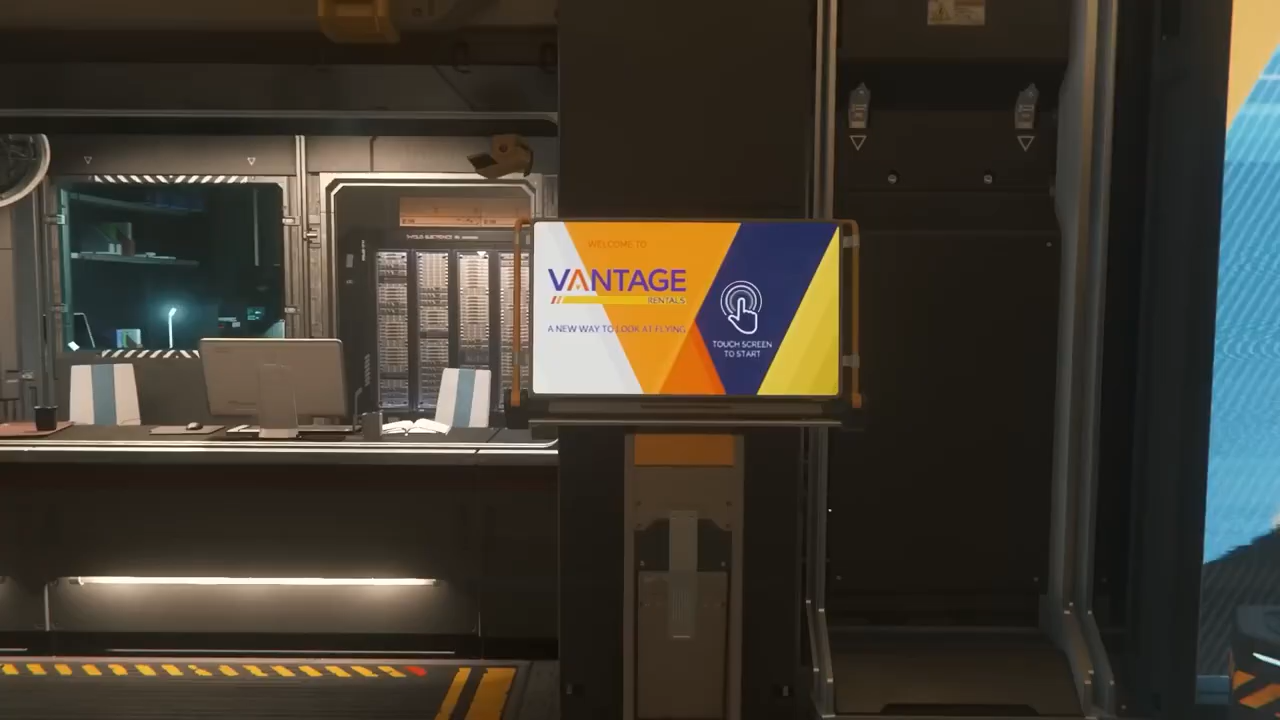 WELCOME TO
VANTAGE
RENTALS
A NEW WAY TO LOOK AT FLYING
TOUCH SCREEN
TO START